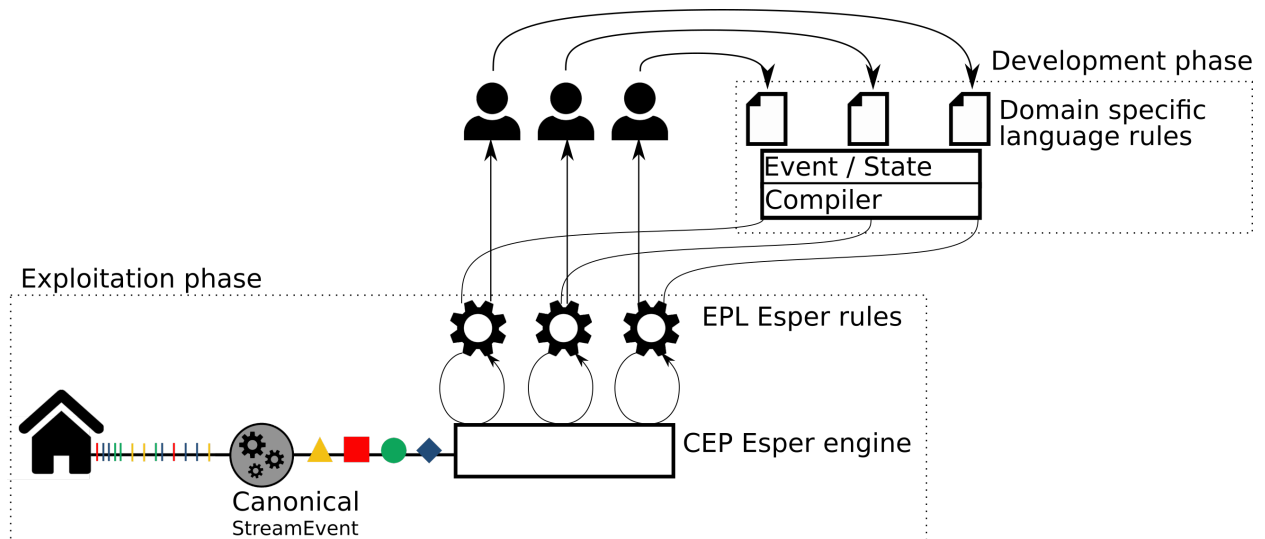 Development phase
Domain specific
language rules
Event / State
Compiler
Exploitation phase
EPL Esper rules
CEP Esper engine
Canonical
StreamEvent